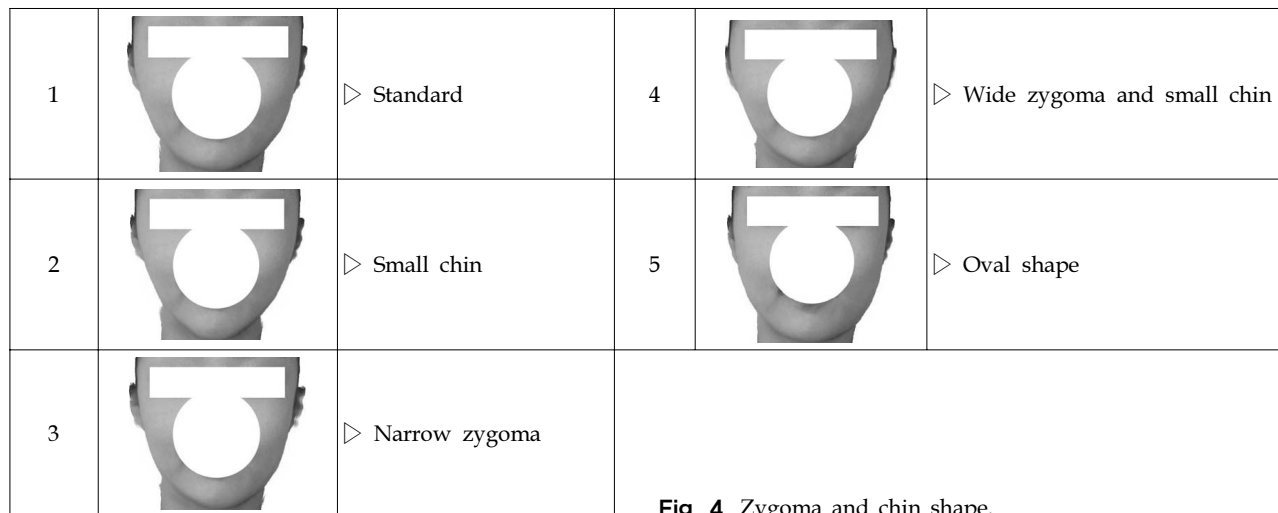 1 ▷ Standard 4 ▷ Wide zygoma and small chin
2 ▷ Small chin 5 ▷ Oval shape
3 ▷ Narrow zygoma
Fig. 4. Zygoma and chin shape.